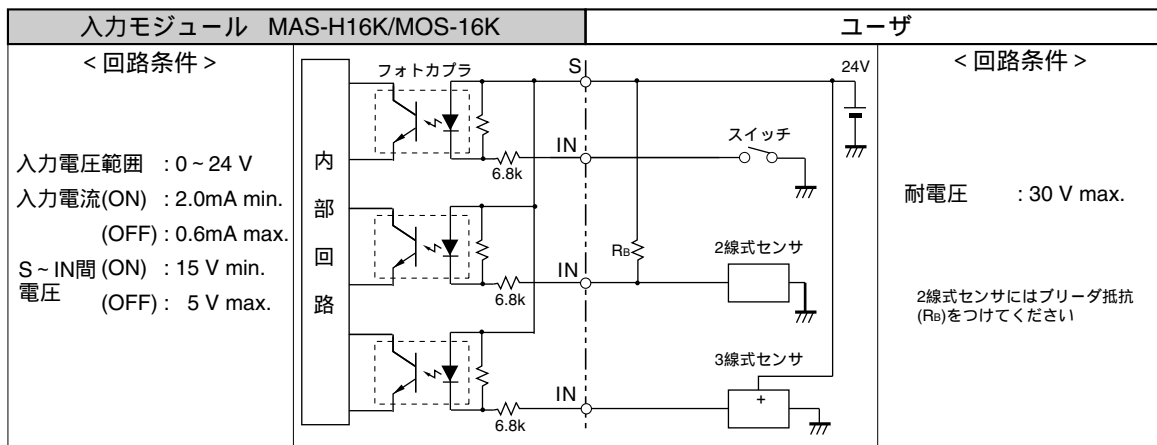 入力モジュール MAS-H16K/MOS-16K
ユーザ
<回路条件>
入力電圧範囲 : 0~24 V
入力電流(ON) : 2.0mA min.
(OFF) : 0.6mA max.
S~IN間 (ON) : 15 V min.
電圧
(OFF) : 5 V max.
内部回路
フォトカプラ
S
24V
IN
スイッチ
6.8k
RB
2線式センサ
IN
6.8k
3線式センサ
IN
+
6.8k
<回路条件>
耐電圧 : 30 V max.
2線式センサにはブリーダ抵抗
(RB)をつけてください